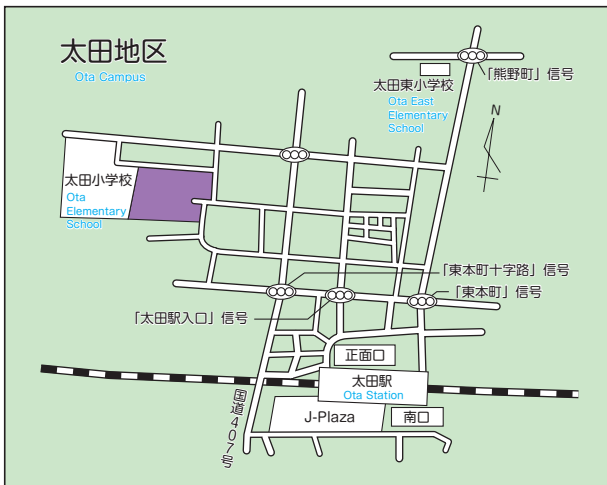 太田地区
Ota Campus
「熊野町」信号
太田東小学校
Ota East
Elementary
School
N
太田小学校
Ota
Elementary
School
「東本町十字路」信号
「東本町」信号
「太田駅入口」信号
正面口
太田駅
Ota Station
J-Plaza
南口
国道407号